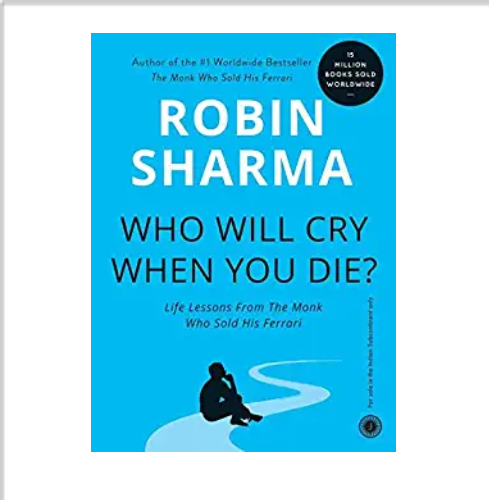 Author of the #1 Worldwide Bestseller
The Monk Who Sold His Ferrari
15
MILLION
BOOKS SOLD
WORLDWIDE
ROBIN
SHARMA
WHO WILL CRY
WHEN YOU DIE?
Life Lessons From The Monk
Who Sold His Ferrari
For sale in the Indian Subcontinent only